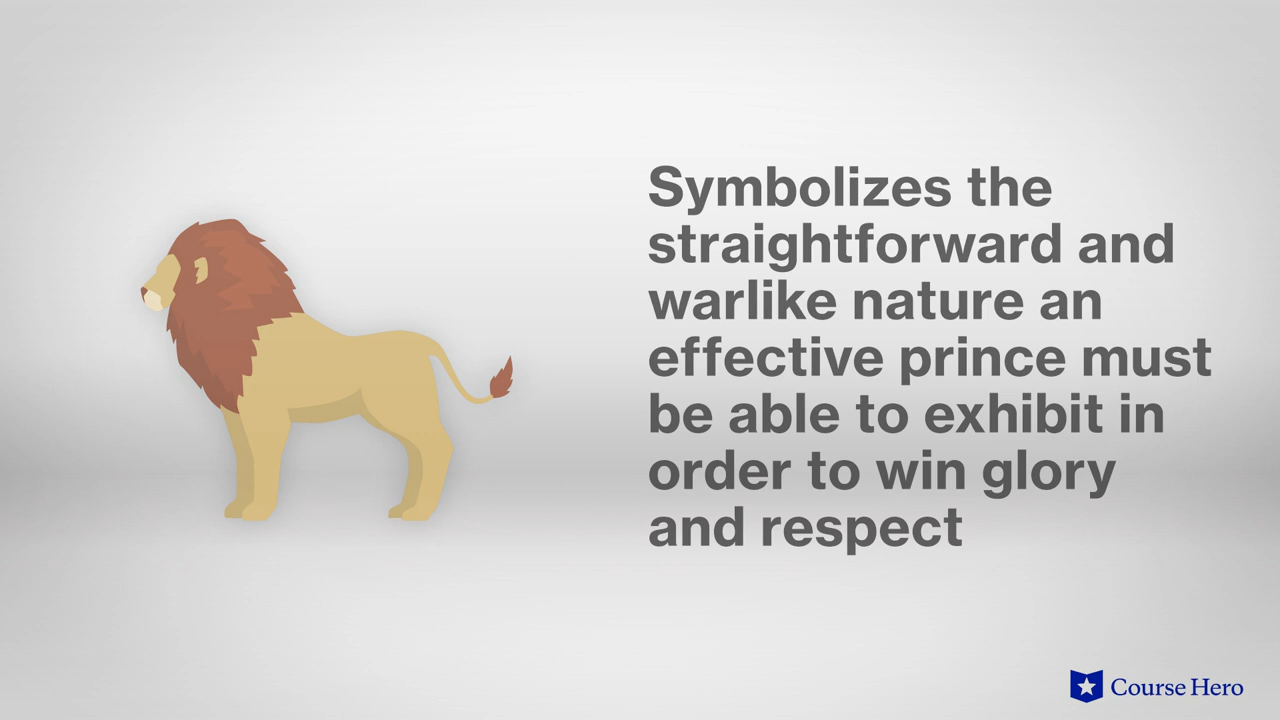 Symbolizes the
straightforward and
warlike nature an
effective prince must
be able to exhibit in
order to win glory
and respect
Course Hero